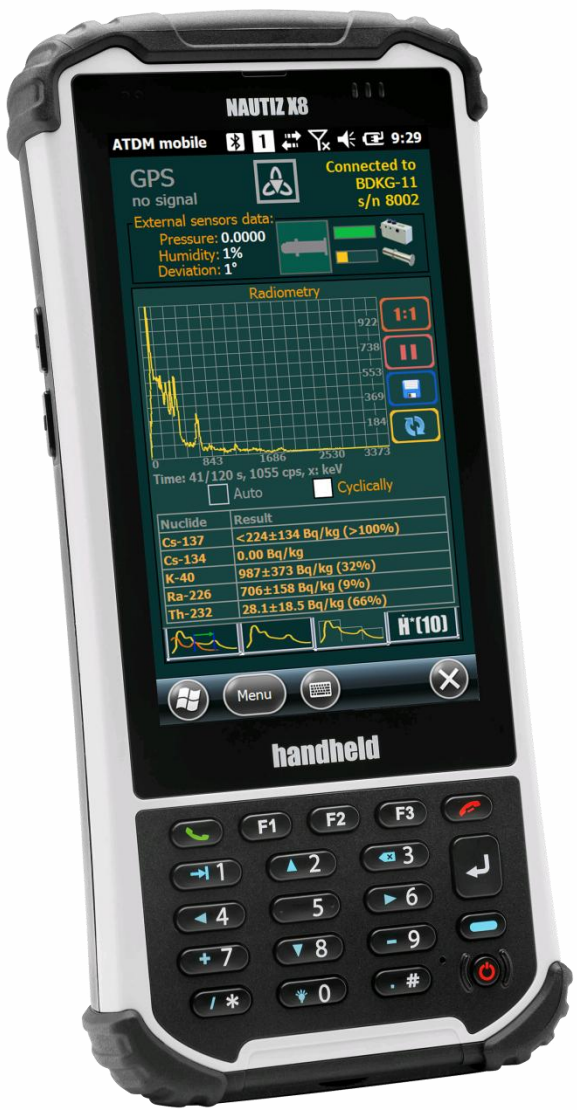 NAUTIZ X8
ATDM mobile 1 9:29
GPS
no signal
Connected to
BDKG-11
s/n 8002
External sensors data:
Pressure: 0.0000
Humidity: 1%
Deviation: 1°
Radiometry
1:1
922
738
553
369
184
0 843 1686 2530 3373
Time: 41/120 s, 1055 cps, x: keV
Auto Cyclically
Nuclide Result
Cs-137 <224±134 Bq/kg (>100%)
Cs-134 0.00 Bq/kg
K-40 987±373 Bq/kg (32%)
Ra-226 706±158 Bq/kg (9%)
Th-232 28.1±18.5 Bq/kg (66%)
Ḣ*(10)
Menu
handheld
F1 F2 F3
1 2 3
4 5 6
+ 7 8 - 9
/ * 0 . #